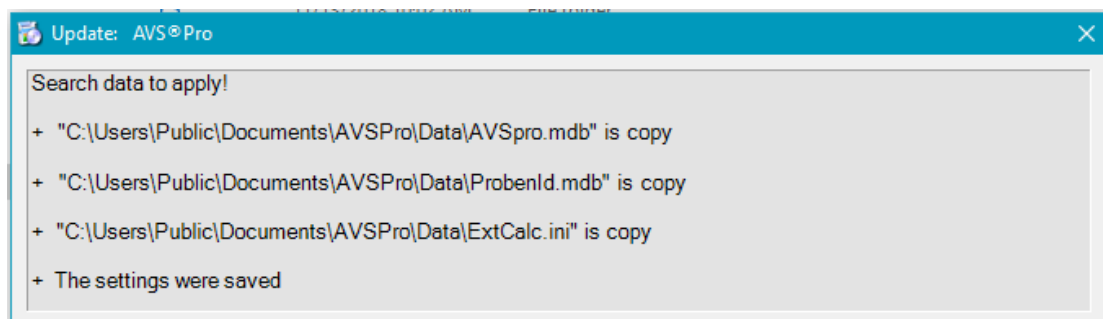 Update: AVS®Pro
Search data to apply!
+ "C:\Users\Public\Documents\AVSPro\Data\AVSpro.mdb" is copy
+ "C:\Users\Public\Documents\AVSPro\Data\ProbenId.mdb" is copy
+ "C:\Users\Public\Documents\AVSPro\Data\ExtCalc.ini" is copy
+ The settings were saved